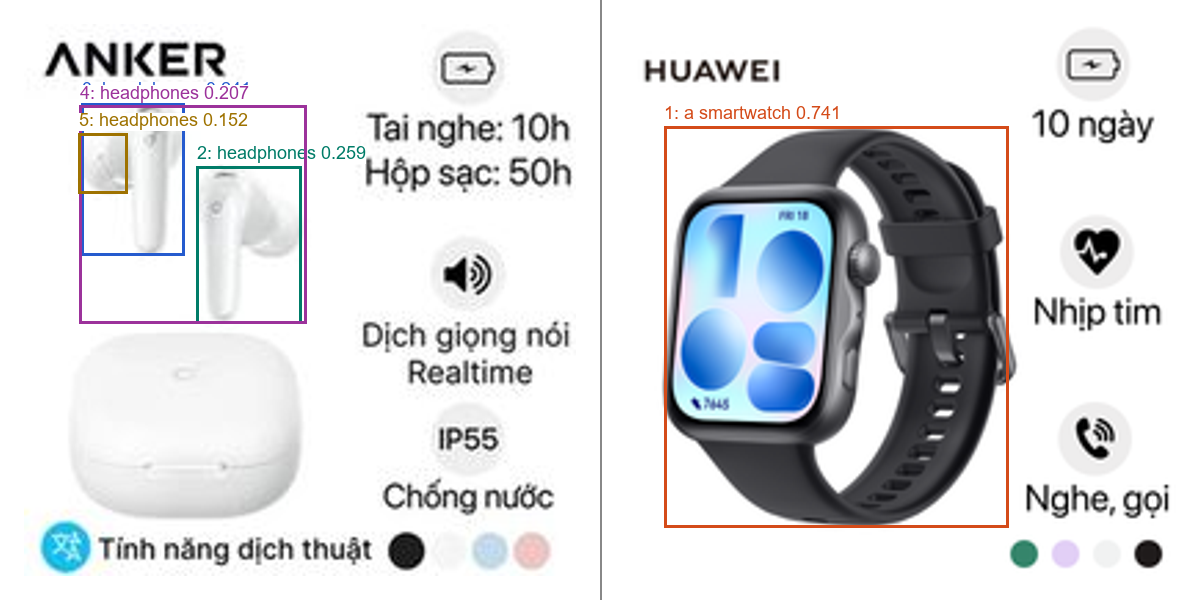 ANKER
4: headphones 0.207
5: headphones 0.152
2: headphones 0.259
Tai nghe: 10h
Hộp sạc: 50h
Dịch giọng nói
Realtime
IP55
Chống nước
Tính năng dịch thuật
HUAWEI
1: a smartwatch 0.741
FRI 18
7645
10 ngày
Nhịp tim
Nghe, gọi